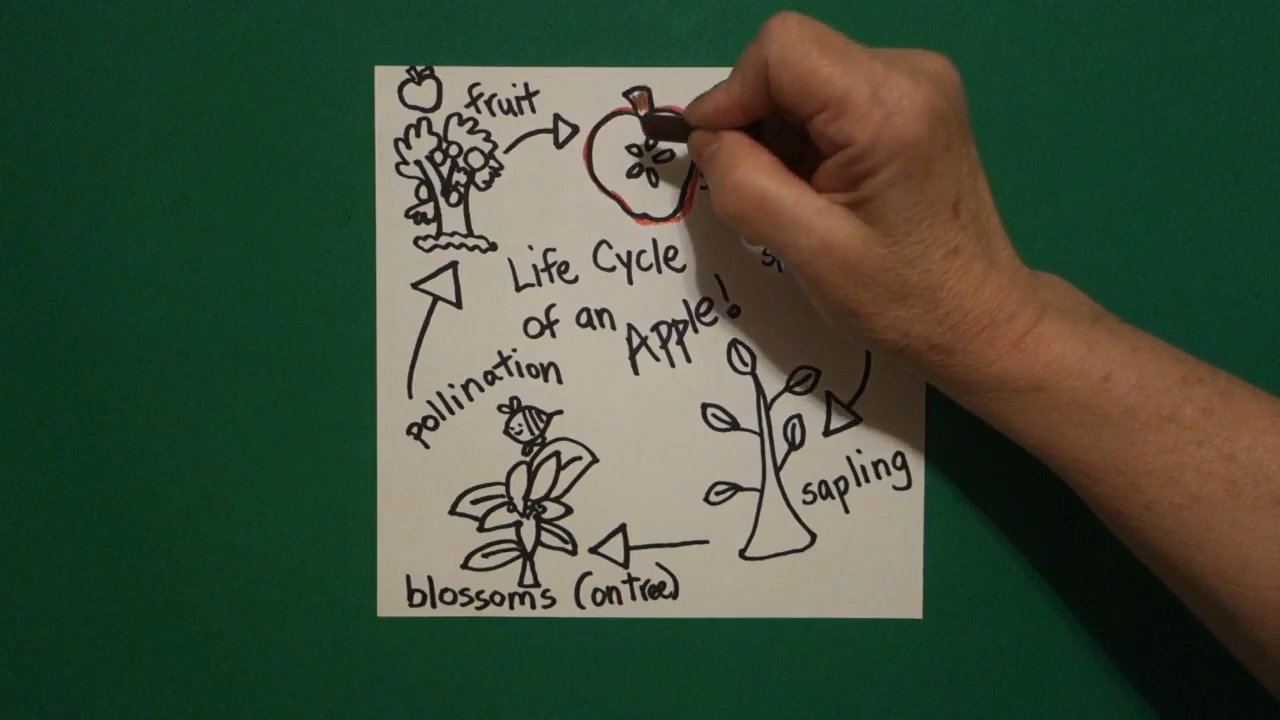 fruit
Life Cycle
of an Apple!
pollination
sapling
blossoms (on tree)